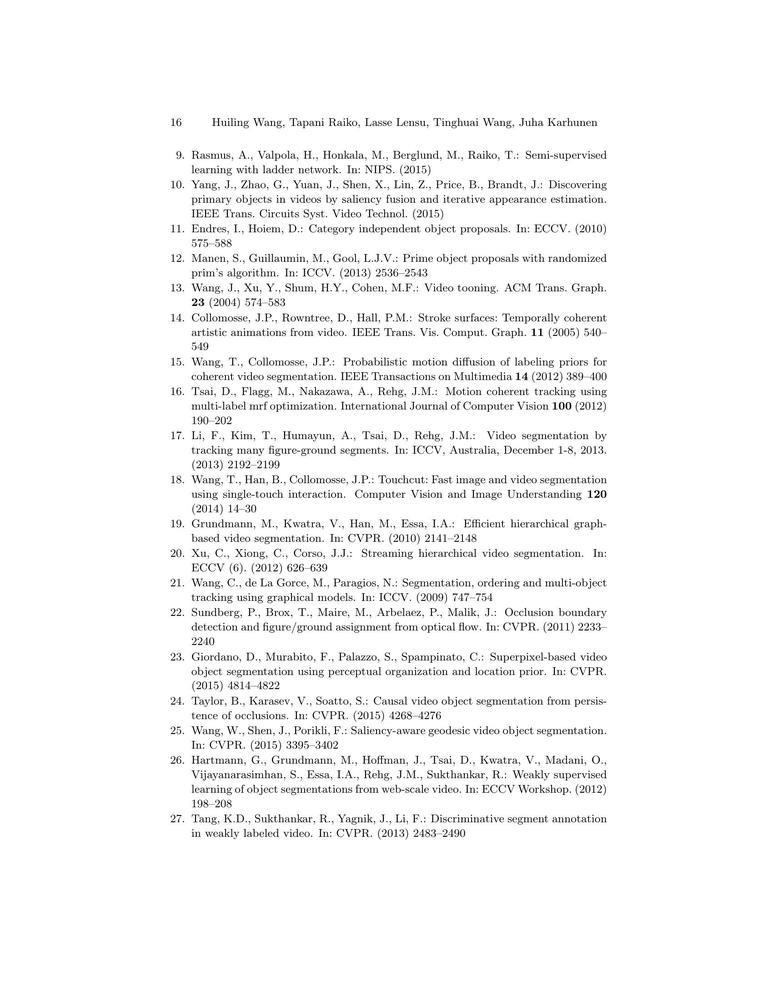 16 Huiling Wang, Tapani Raiko, Lasse Lensu, Tinghuai Wang, Juha Karhunen
9. Rasmus, A., Valpola, H., Honkala, M., Berglund, M., Raiko, T.: Semi-supervised
learning with ladder network. In: NIPS. (2015)
10. Yang, J., Zhao, G., Yuan, J., Shen, X., Lin, Z., Price, B., Brandt, J.: Discovering
primary objects in videos by saliency fusion and iterative appearance estimation.
IEEE Trans. Circuits Syst. Video Technol. (2015)
11. Endres, I., Hoiem, D.: Category independent object proposals. In: ECCV. (2010)
575–588
12. Manen, S., Guillaumin, M., Gool, L.J.V.: Prime object proposals with randomized
prim's algorithm. In: ICCV. (2013) 2536–2543
13. Wang, J., Xu, Y., Shum, H.Y., Cohen, M.F.: Video tooning. ACM Trans. Graph.
23 (2004) 574–583
14. Collomosse, J.P., Rowntree, D., Hall, P.M.: Stroke surfaces: Temporally coherent
artistic animations from video. IEEE Trans. Vis. Comput. Graph. 11 (2005) 540–
549
15. Wang, T., Collomosse, J.P.: Probabilistic motion diffusion of labeling priors for
coherent video segmentation. IEEE Transactions on Multimedia 14 (2012) 389–400
16. Tsai, D., Flagg, M., Nakazawa, A., Rehg, J.M.: Motion coherent tracking using
multi-label mrf optimization. International Journal of Computer Vision 100 (2012)
190–202
17. Li, F., Kim, T., Humayun, A., Tsai, D., Rehg, J.M.: Video segmentation by
tracking many figure-ground segments. In: ICCV, Australia, December 1-8, 2013.
(2013) 2192–2199
18. Wang, T., Han, B., Collomosse, J.P.: Touchcut: Fast image and video segmentation
using single-touch interaction. Computer Vision and Image Understanding 120
(2014) 14–30
19. Grundmann, M., Kwatra, V., Han, M., Essa, I.A.: Efficient hierarchical graph-
based video segmentation. In: CVPR. (2010) 2141–2148
20. Xu, C., Xiong, C., Corso, J.J.: Streaming hierarchical video segmentation. In:
ECCV (6). (2012) 626–639
21. Wang, C., de La Gorce, M., Paragios, N.: Segmentation, ordering and multi-object
tracking using graphical models. In: ICCV. (2009) 747–754
22. Sundberg, P., Brox, T., Maire, M., Arbelaez, P., Malik, J.: Occlusion boundary
detection and figure/ground assignment from optical flow. In: CVPR. (2011) 2233–
2240
23. Giordano, D., Murabito, F., Palazzo, S., Spampinato, C.: Superpixel-based video
object segmentation using perceptual organization and location prior. In: CVPR.
(2015) 4814–4822
24. Taylor, B., Karasev, V., Soatto, S.: Causal video object segmentation from persis-
tence of occlusions. In: CVPR. (2015) 4268–4276
25. Wang, W., Shen, J., Porikli, F.: Saliency-aware geodesic video object segmentation.
In: CVPR. (2015) 3395–3402
26. Hartmann, G., Grundmann, M., Hoffman, J., Tsai, D., Kwatra, V., Madani, O.,
Vijayanarasimhan, S., Essa, I.A., Rehg, J.M., Sukthankar, R.: Weakly supervised
learning of object segmentations from web-scale video. In: ECCV Workshop. (2012)
198–208
27. Tang, K.D., Sukthankar, R., Yagnik, J., Li, F.: Discriminative segment annotation
in weakly labeled video. In: CVPR. (2013) 2483–2490